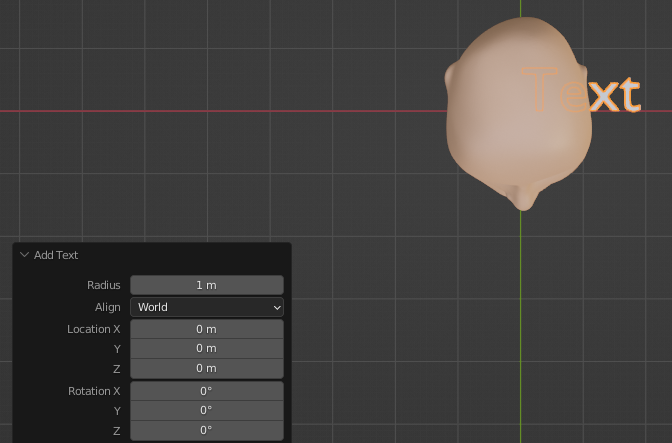 Text
Add Text
Radius 1 m
Align World
Location X 0 m
Y 0 m
Z 0 m
Rotation X 0°
Y 0°
Z 0°